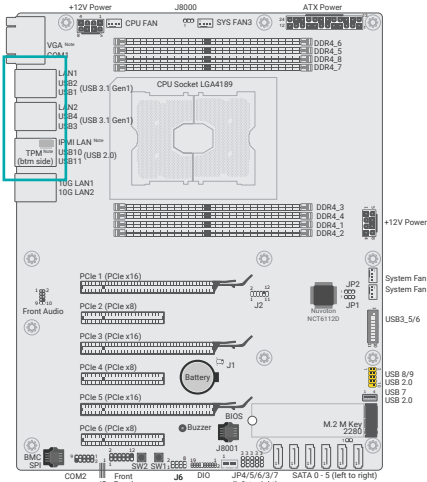 +12V Power
J8000
ATX Power
CPU FAN
SYS FAN3
VGA Note
COM1
DDR4_6
DDR4_5
DDR4_8
DDR4_7
LAN1
USB2
USB1 (USB 3.1 Gen1)
CPU Socket LGA4189
LAN2
USB4
USB3 (USB 3.1 Gen1)
IPMI LAN Note
TPM Note
(btm side)
USB10
USB11 (USB 2.0)
10G LAN1
10G LAN2
DDR4_3
DDR4_4
DDR4_1
DDR4_2
+12V Power
System Fan
System Fan
PCIe 1 (PCIe x16)
JP2
JP1
J2
Nuvoton
NCT6112D
Front Audio
PCIe 2 (PCIe x8)
USB3_5/6
PCIe 3 (PCIe x16)
J1
PCIe 4 (PCIe x8)
Battery
USB 8/9
USB 2.0
USB 7
USB 2.0
PCIe 5 (PCIe x16)
BIOS
M.2 M Key
2280
PCIe 6 (PCIe x8)
Buzzer
J8001
BMC
SPI
SW2
SW1
COM2
Front
J6
DIO
JP4/5/6/3/7
SATA 0 - 5 (left to right)